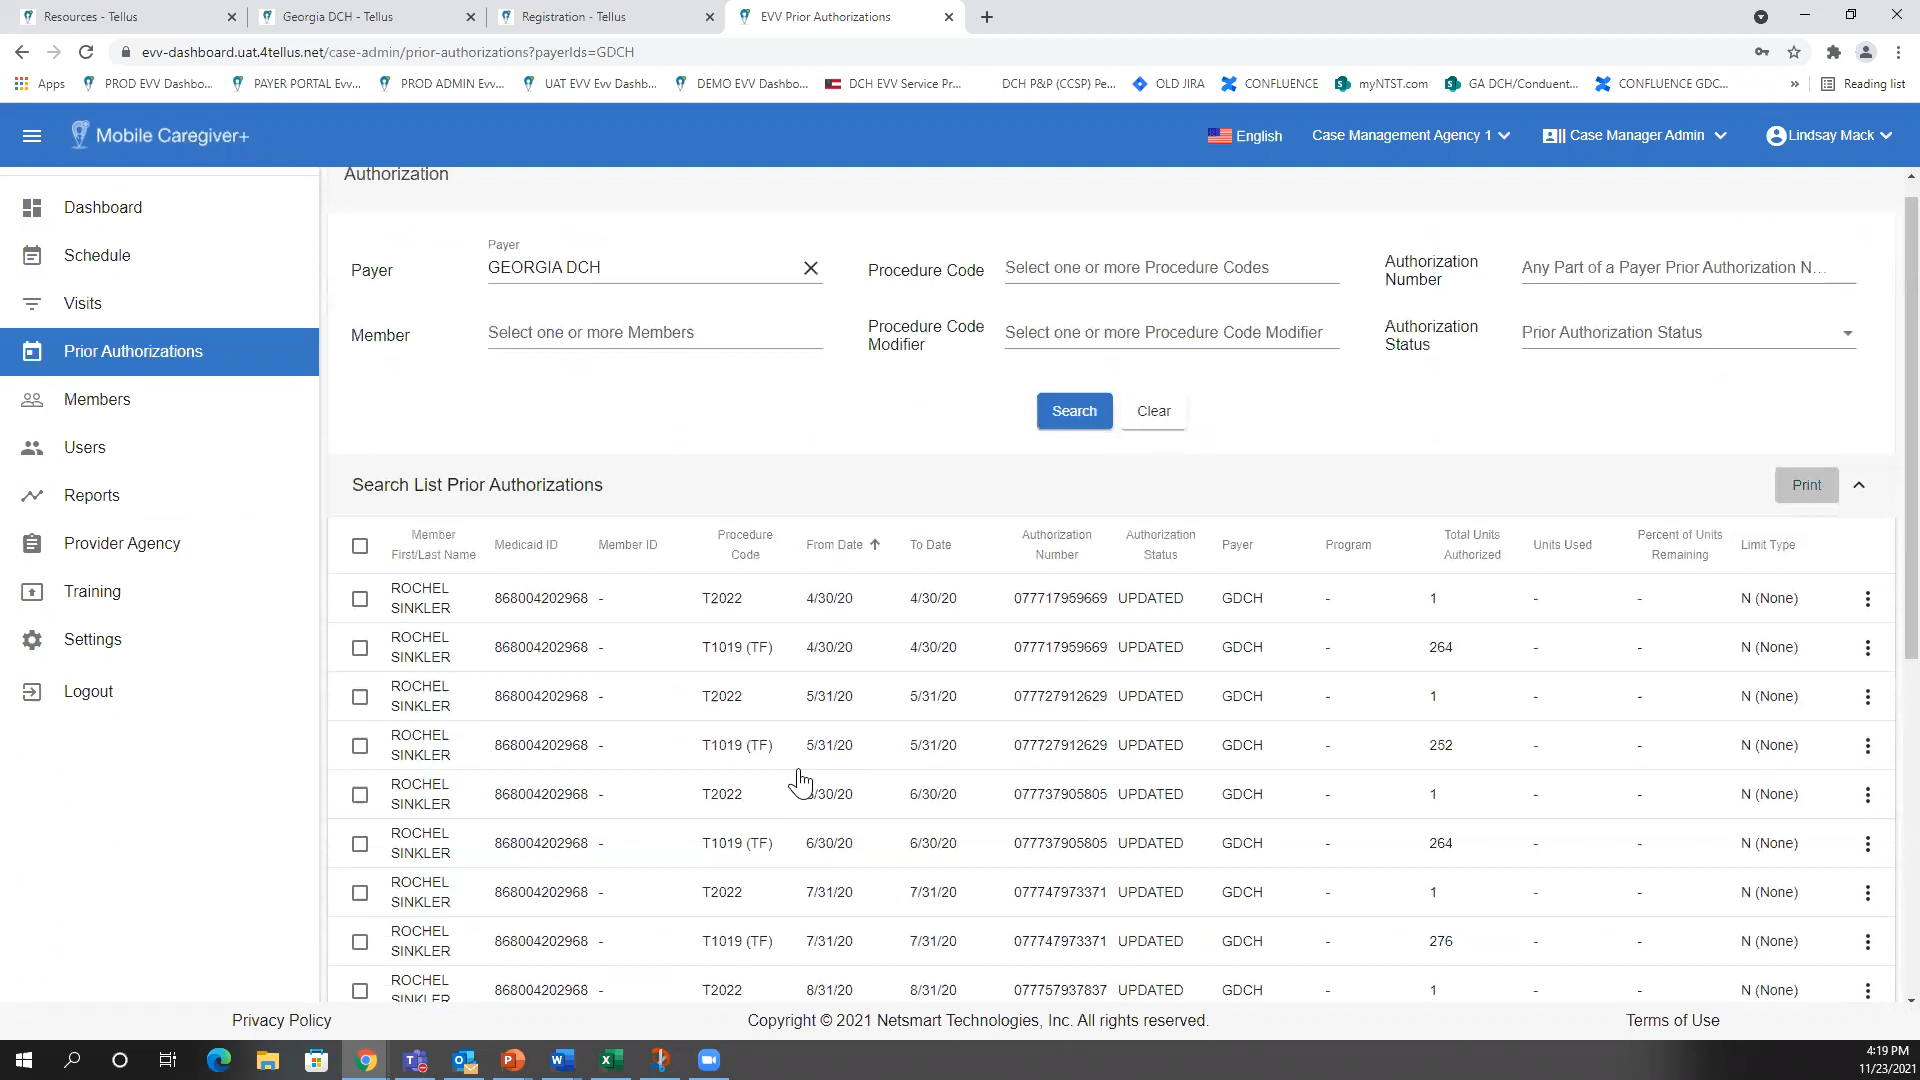 Resources - Tellus
Georgia DCH - Tellus
Registration - Tellus
EVV Prior Authorizations
evv-dashboard.uat.4tellus.net/case-admin/prior-authorizations?payerIds=GDCH
Apps
PROD EVV Dashbo...
PAYER PORTAL Evv...
PROD ADMIN Evv...
UAT EVV Evv Dashb...
DEMO EVV Dashbo...
DCH EVV Service Pr...
DCH P&P (CCSP) Pe...
OLD JIRA
CONFLUENCE
myNTST.com
GA DCH/Conduent...
CONFLUENCE GDC...
»
Reading list
Mobile Caregiver+
English
Case Management Agency 1
Case Manager Admin
Lindsay Mack
Dashboard
Schedule
Visits
Prior Authorizations
Members
Users
Reports
Provider Agency
Training
Settings
Logout
Authorization
Payer
Payer
GEORGIA DCH
Procedure Code
Select one or more Procedure Codes
Authorization
Number
Any Part of a Payer Prior Authorization N...
Member
Select one or more Members
Procedure Code
Modifier
Select one or more Procedure Code Modifier
Authorization
Status
Prior Authorization Status
Search
Clear
Search List Prior Authorizations
Print
Member First/Last Name Medicaid ID Member ID Procedure Code From Date To Date Authorization Number Authorization Status Payer Program Total Units Authorized Units Used Percent of Units Remaining Limit Type
ROCHEL SINKLER 868004202968 - T2022 4/30/20 4/30/20 077717959669 UPDATED GDCH - 1 - - N (None)
ROCHEL SINKLER 868004202968 - T1019 (TF) 4/30/20 4/30/20 077717959669 UPDATED GDCH - 264 - - N (None)
ROCHEL SINKLER 868004202968 - T2022 5/31/20 5/31/20 077727912629 UPDATED GDCH - 1 - - N (None)
ROCHEL SINKLER 868004202968 - T1019 (TF) 5/31/20 5/31/20 077727912629 UPDATED GDCH - 252 - - N (None)
ROCHEL SINKLER 868004202968 - T2022 /30/20 6/30/20 077737905805 UPDATED GDCH - 1 - - N (None)
ROCHEL SINKLER 868004202968 - T1019 (TF) 6/30/20 6/30/20 077737905805 UPDATED GDCH - 264 - - N (None)
ROCHEL SINKLER 868004202968 - T2022 7/31/20 7/31/20 077747973371 UPDATED GDCH - 1 - - N (None)
ROCHEL SINKLER 868004202968 - T1019 (TF) 7/31/20 7/31/20 077747973371 UPDATED GDCH - 276 - - N (None)
ROCHEL SINKLER 868004202968 - T2022 8/31/20 8/31/20 077757937837 UPDATED GDCH - 1 - - N (None)
Privacy Policy
Copyright © 2021 Netsmart Technologies, Inc. All rights reserved.
Terms of Use
4:19 PM
11/23/2021